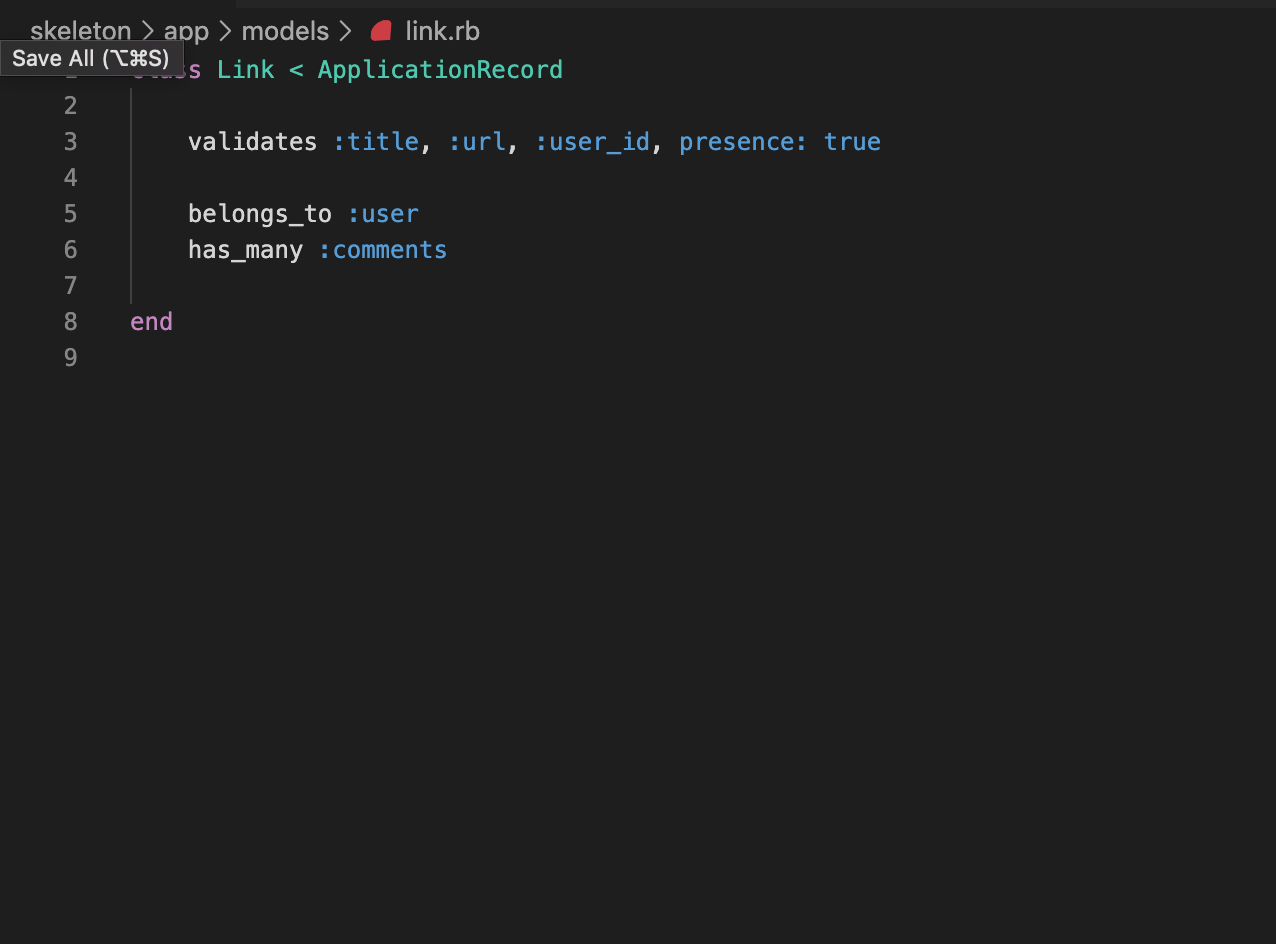 skeleton > app > models > link.rb
Save All (⌥⌘S)
class Link < ApplicationRecord
2
3 validates :title, :url, :user_id, presence: true
4
5 belongs_to :user
6 has_many :comments
7
8 end
9